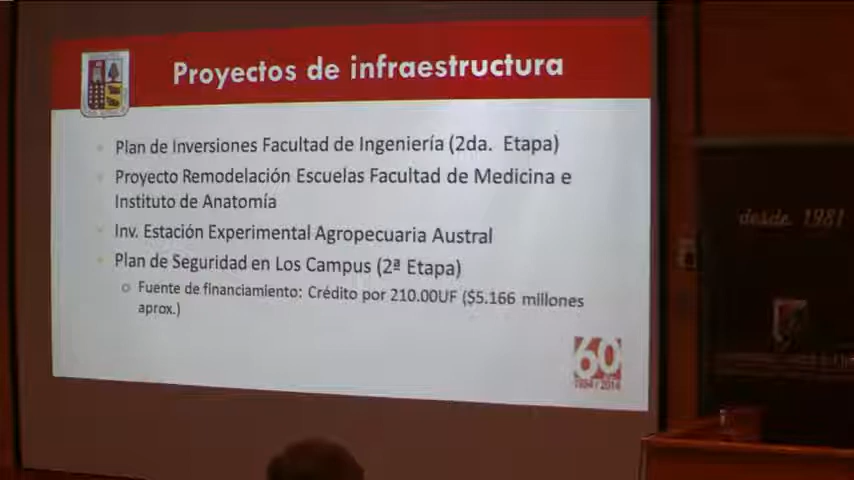 Proyectos de infraestructura
Plan de Inversiones Facultad de Ingeniería (2da. Etapa)
Proyecto Remodelación Escuelas Facultad de Medicina e
Instituto de Anatomía
Inv. Estación Experimental Agropecuaria Austral
Plan de Seguridad en Los Campus (2ª Etapa)
Fuente de financiamiento: Crédito por 210.00UF ($5.166 millones
aprox.)
60
1954 / 2014
desde 1981